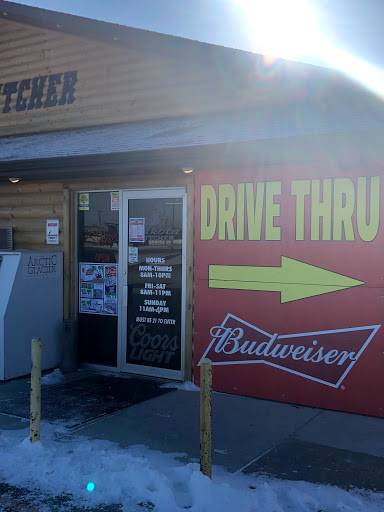 TCHER
DRIVE THRU
ARCTIC
GLACIER
kota
HOURS
MON-THURS
8AM-10PM
FRI-SAT
8AM-11PM
SUNDAY
11AM-6PM
MUST BE 21 TO ENTER
Coors
LIGHT
Budweiser